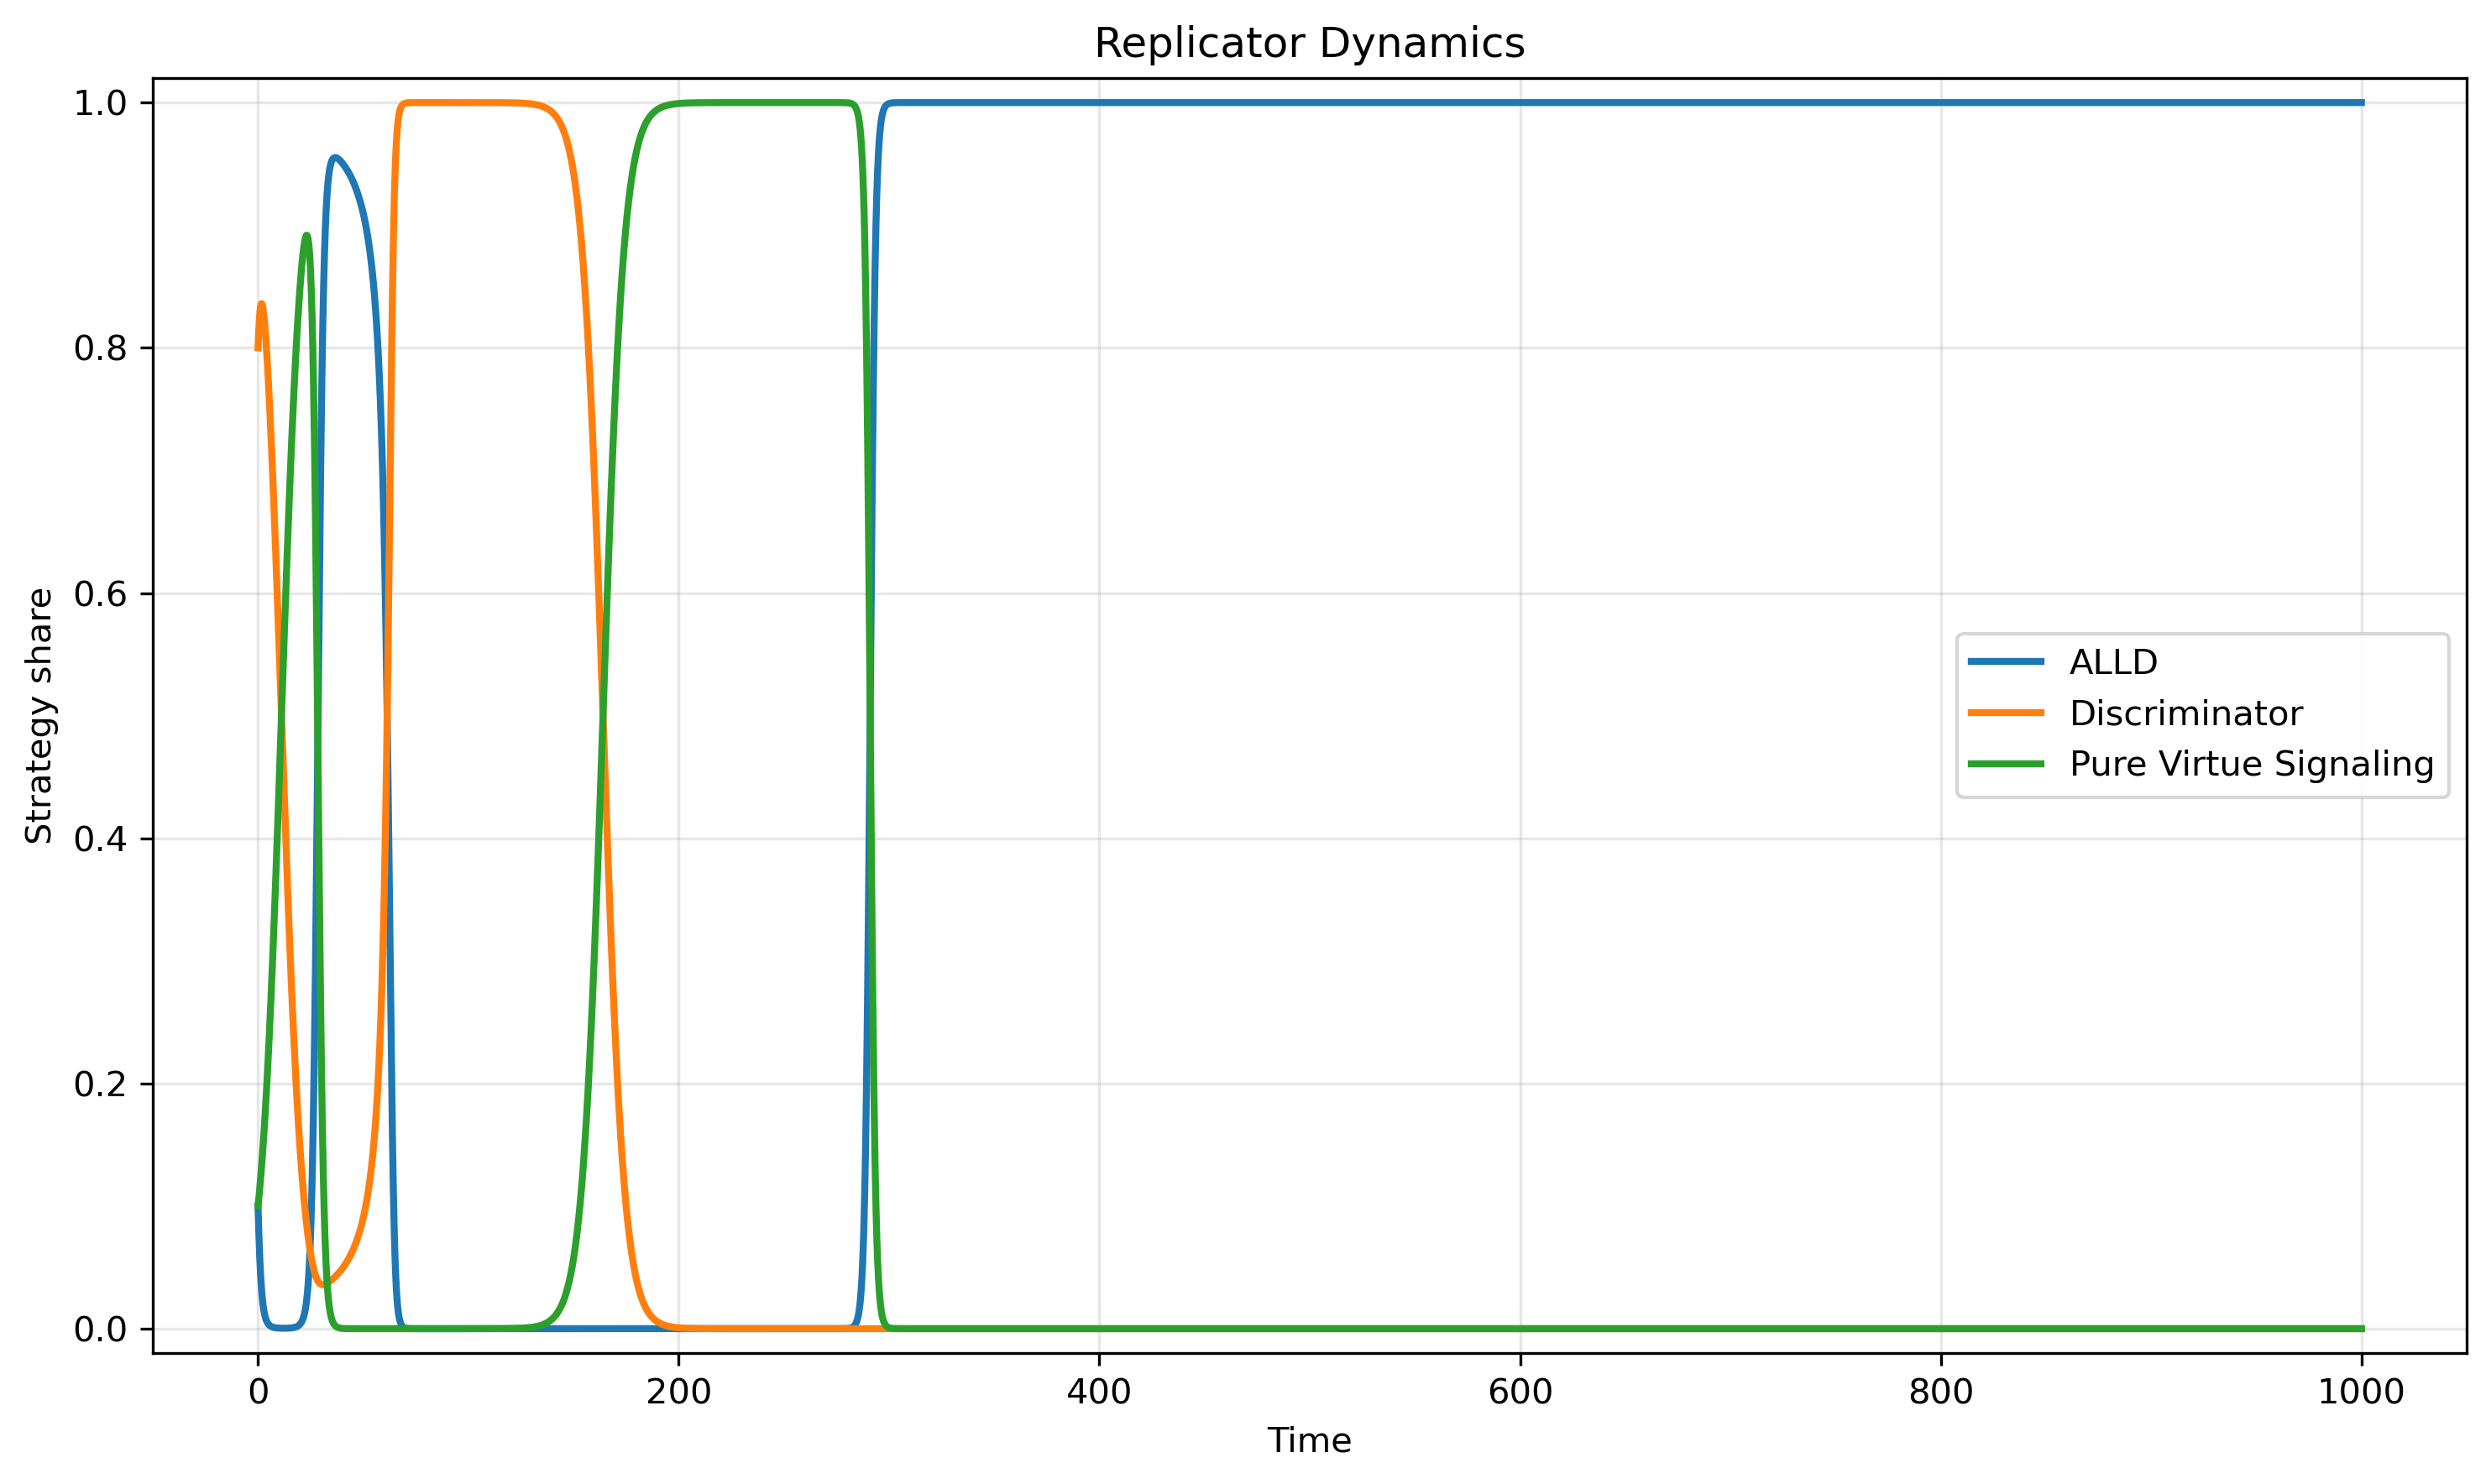 Replicator Dynamics
1.0
0.8
0.6
0.4
0.2
0.0
Strategy share
ALLD
Discriminator
Pure Virtue Signaling
0 200 400 600 800 1000
Time